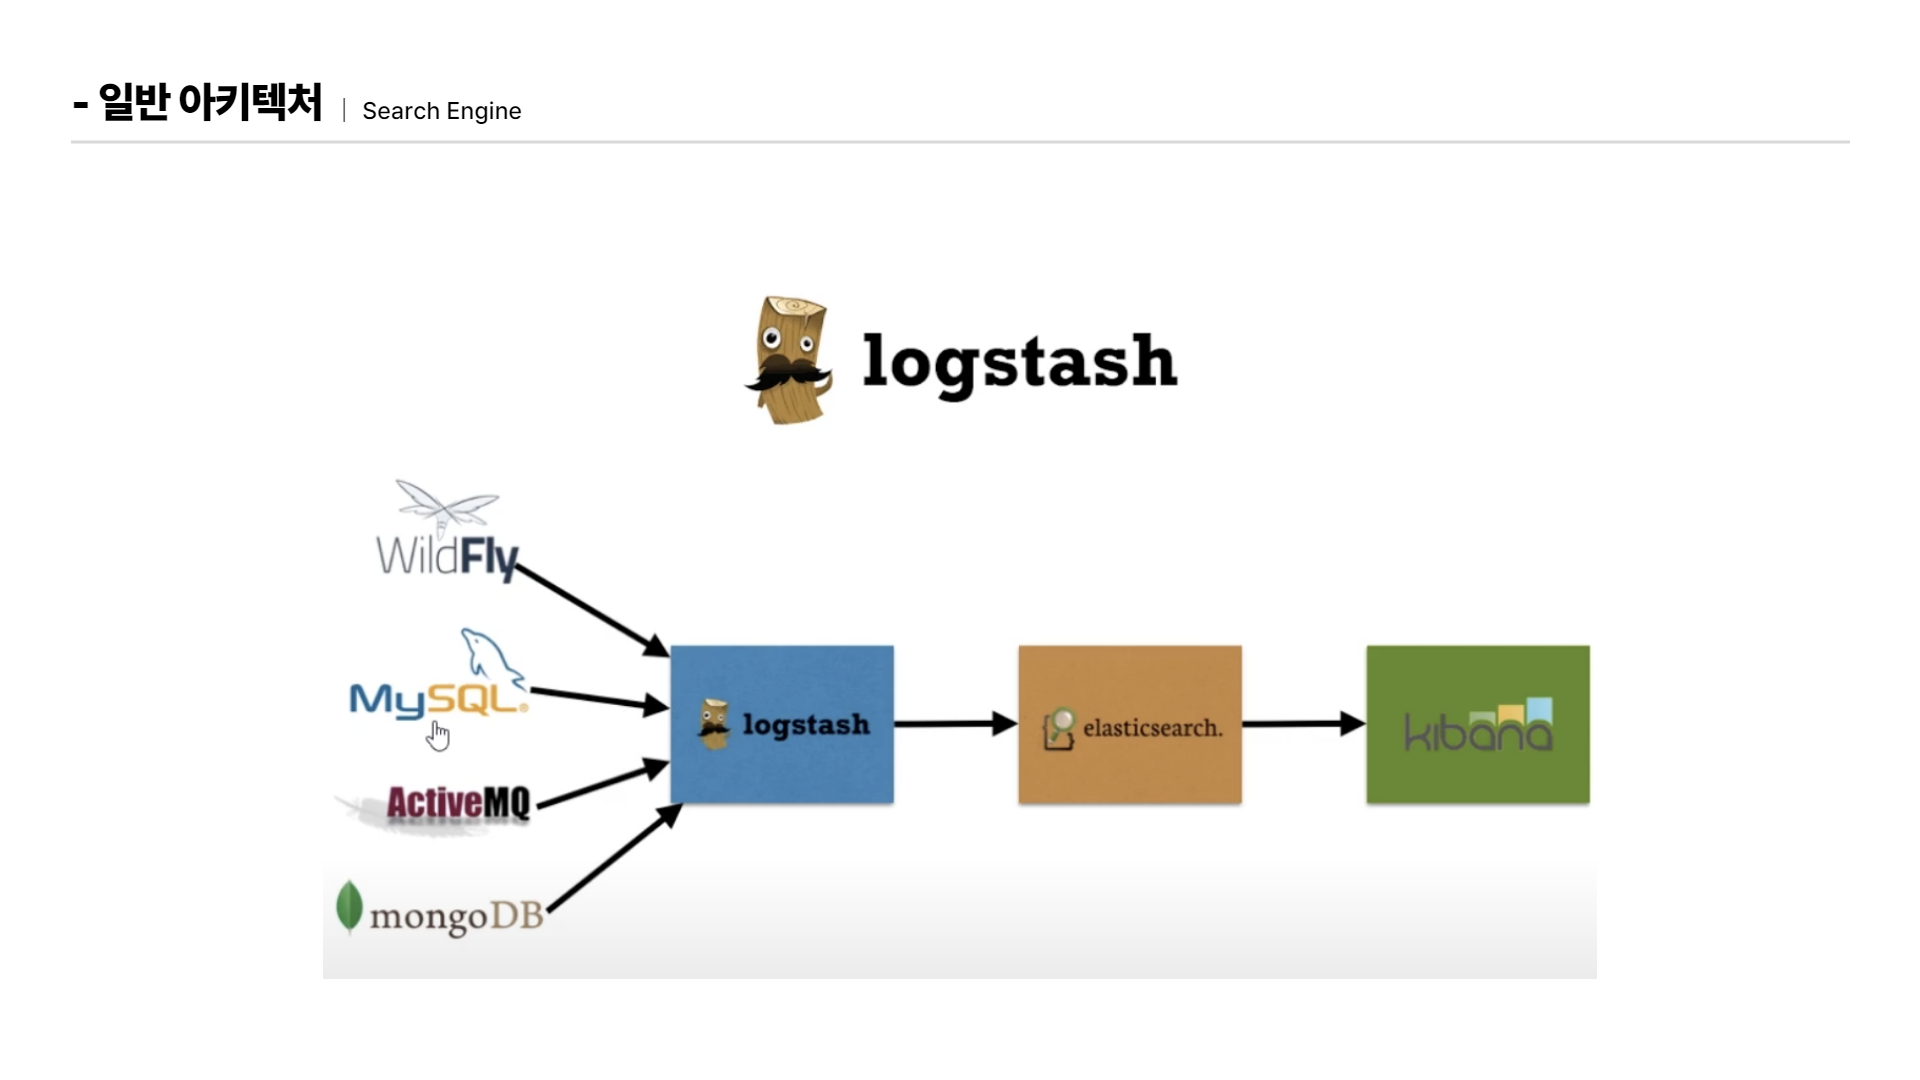 - 일반 아키텍처 | Search Engine
logstash
WildFly
MySQL®
ActiveMQ
mongoDB
logstash
elasticsearch.
kibana